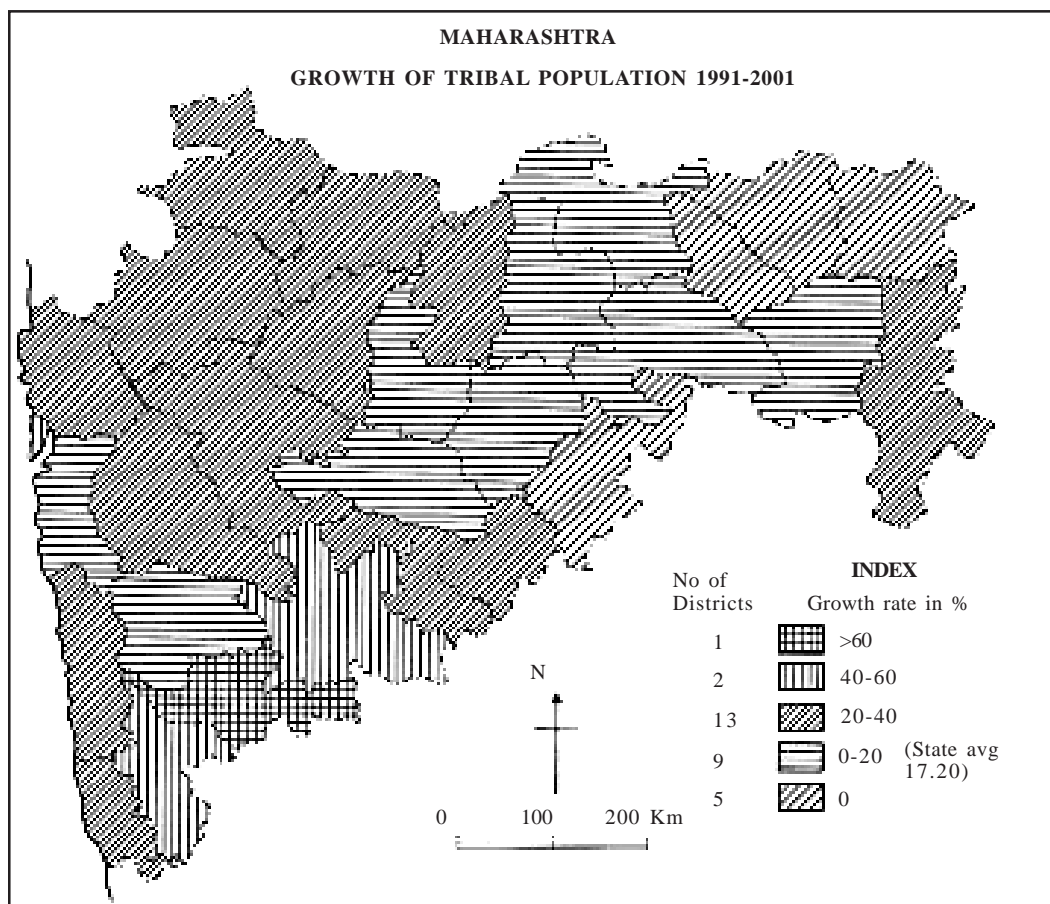 MAHARASHTRA
GROWTH OF TRIBAL POPULATION 1991-2001
No of Districts
INDEX
Growth rate in %
1 >60
2 40-60
13 20-40
9 0-20 (State avg 17.20)
5 0
N
0 100 200 Km